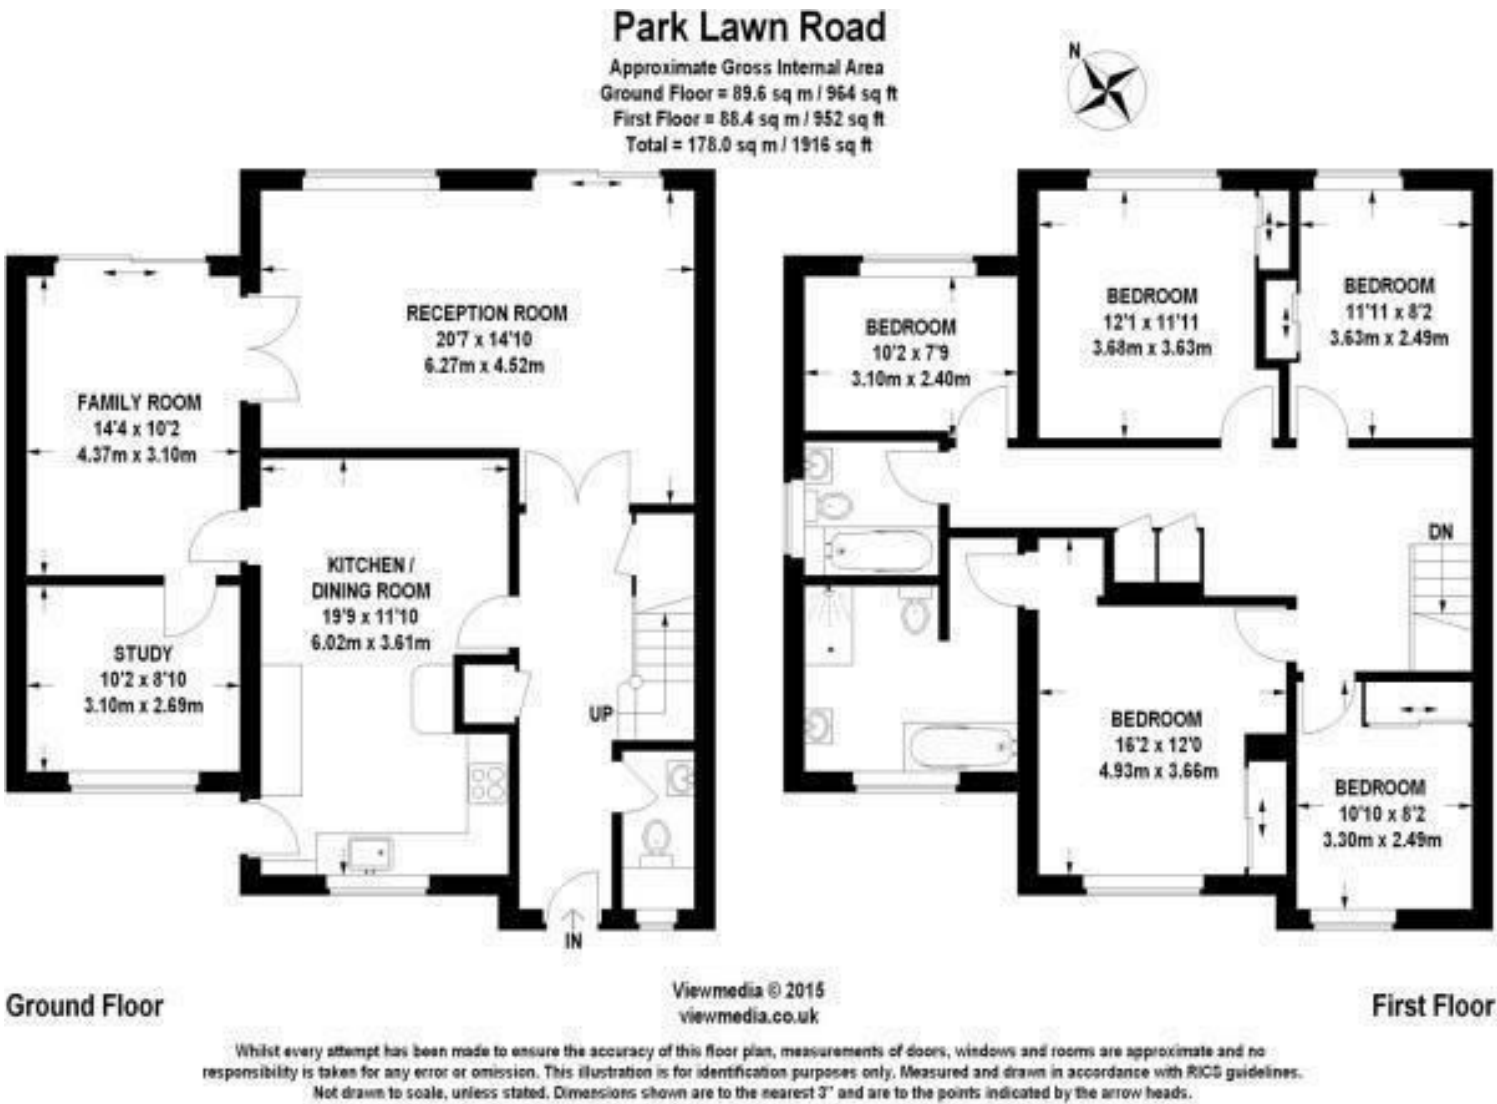 Park Lawn Road
Approximate Gross Internal Area
Ground Floor = 89.6 sq m / 964 sq ft
First Floor = 88.4 sq m / 952 sq ft
Total = 178.0 sq m / 1916 sq ft
N
RECEPTION ROOM
20'7 x 14'10
6.27m x 4.52m
FAMILY ROOM
14'4 x 10'2
4.37m x 3.10m
KITCHEN /
DINING ROOM
19'9 x 11'10
6.02m x 3.61m
STUDY
10'2 x 8'10
3.10m x 2.69m
UP
IN
BEDROOM
10'2 x 7'9
3.10m x 2.40m
BEDROOM
12'1 x 11'11
3.68m x 3.63m
BEDROOM
11'11 x 8'2
3.63m x 2.49m
DN
BEDROOM
16'2 x 12'0
4.93m x 3.66m
BEDROOM
10'10 x 8'2
3.30m x 2.49m
Ground Floor
Viewmedia © 2015
viewmedia.co.uk
First Floor
Whilst every attempt has been made to ensure the accuracy of this floor plan, measurements of doors, windows and rooms are approximate and no
responsibility is taken for any error or omission. This illustration is for identification purposes only. Measured and drawn in accordance with RICS guidelines.
Not drawn to scale, unless stated. Dimensions shown are to the nearest 3" and are to the points indicated by the arrow heads.